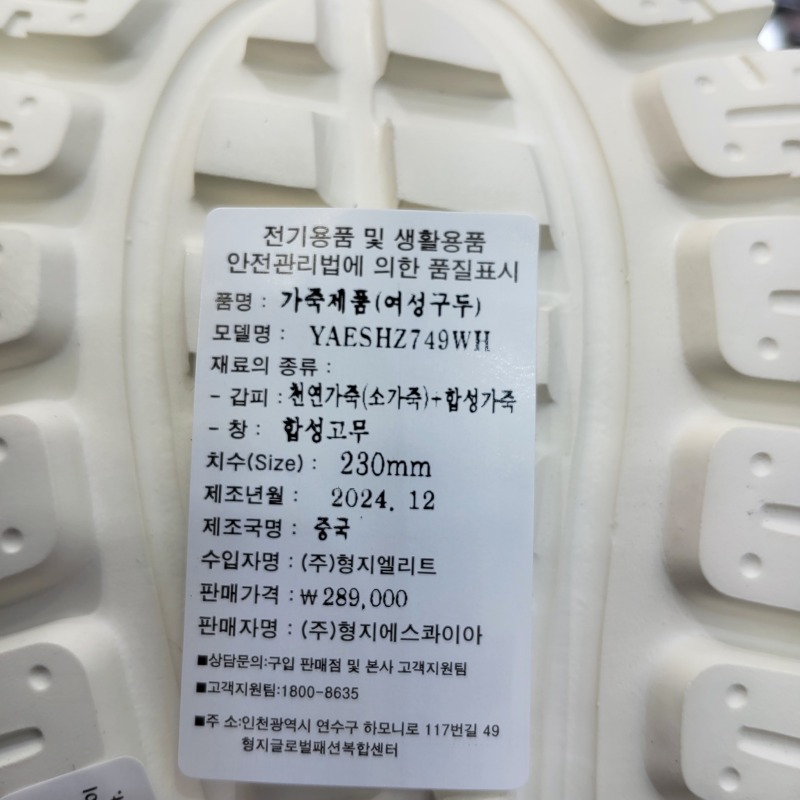 전기용품 및 생활용품
안전관리법에 의한 품질표시
품명 : 가죽제품(여성구두)
모델명 : YAESHZ749WH
재료의 종류 :
- 갑피 : 천연가죽(소가죽)+합성가죽
- 창 : 합성고무
치수(Size) : 230mm
제조년월 : 2024. 12
제조국명 : 중국
수입자명 : (주)형지엘리트
판매가격 : ₩289,000
판매자명 : (주)형지에스콰이아
■상담문의:구입 판매점 및 본사 고객지원팀
■고객지원팀:1800-8635
■주 소:인천광역시 연수구 하모니로 117번길 49
형지글로벌패션복합센터